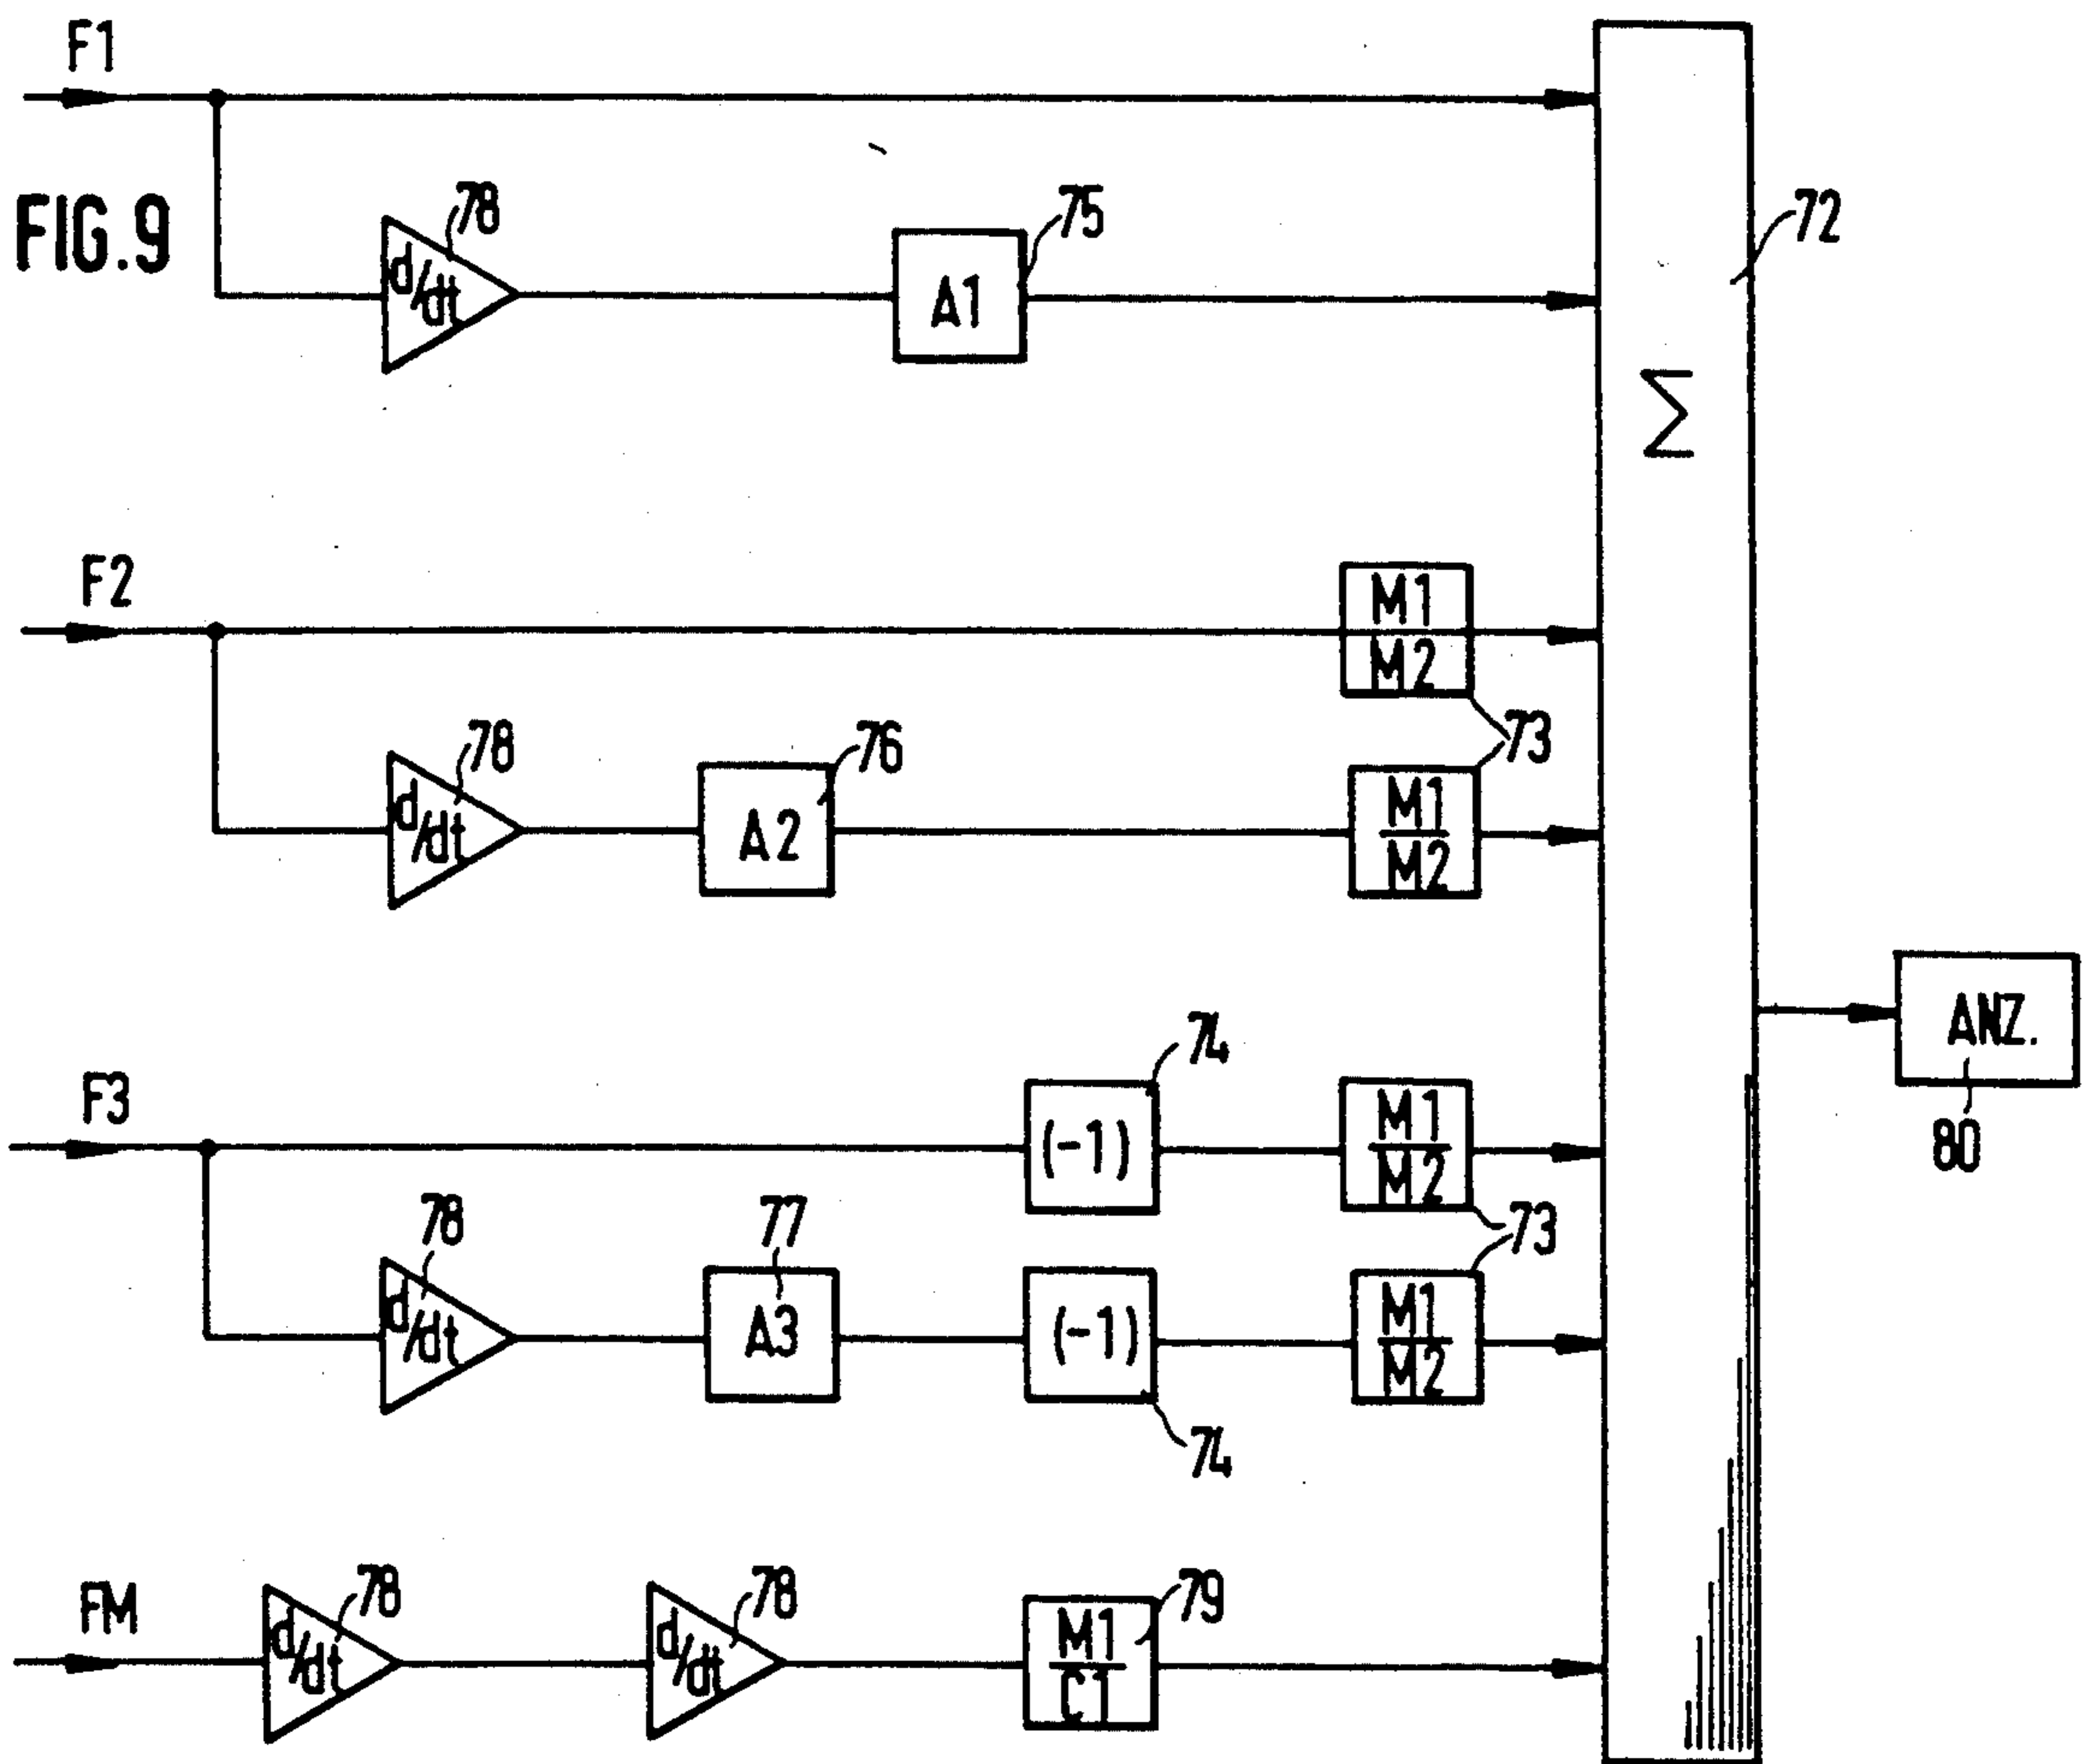 F1
FIG.9
78
d/dt
75
A1
72
Σ
F2
M1
M2
73
78
d/dt
76
A2
M1
M2
F3
74
(-1)
M1
M2
73
78
d/dt
77
A3
(-1)
74
M1
M2
ANZ.
80
FM
78
d/dt
78
d/dt
79
M1
C1